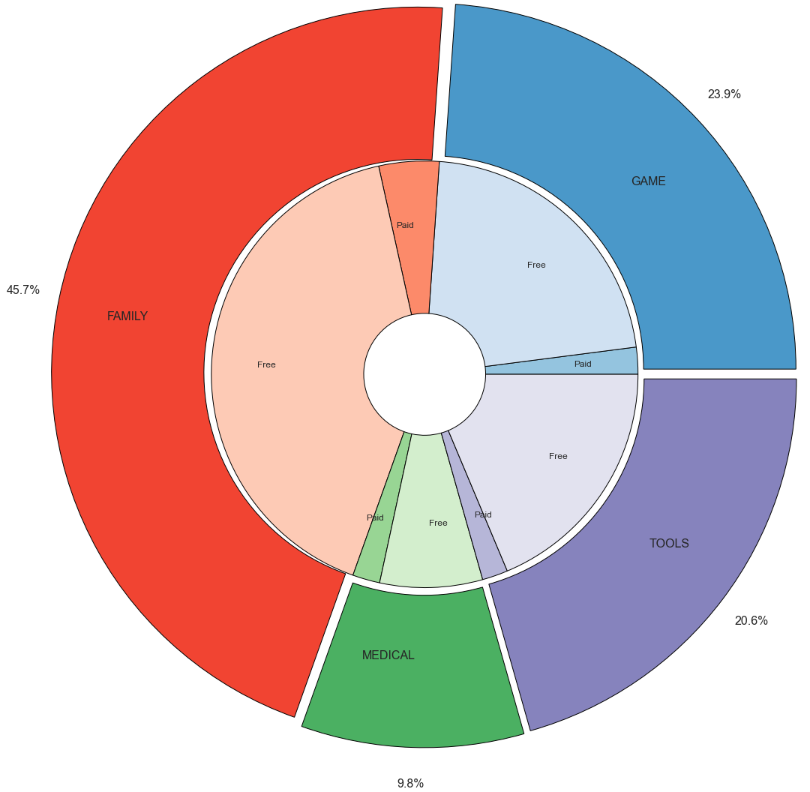 23.9%
GAME
Paid
Free
45.7%
FAMILY
Free
Paid
Free
Paid
Paid
Free
TOOLS
20.6%
MEDICAL
9.8%